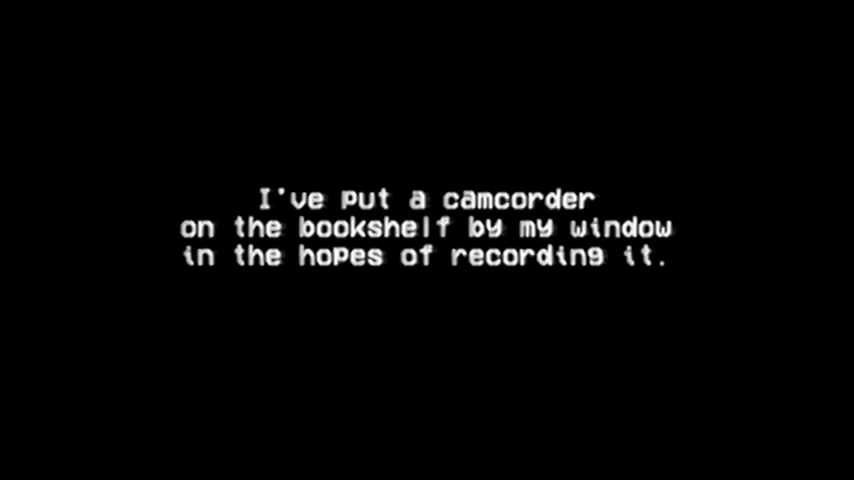 I've put a camcorder
on the bookshelf by my window
in the hopes of recording it.